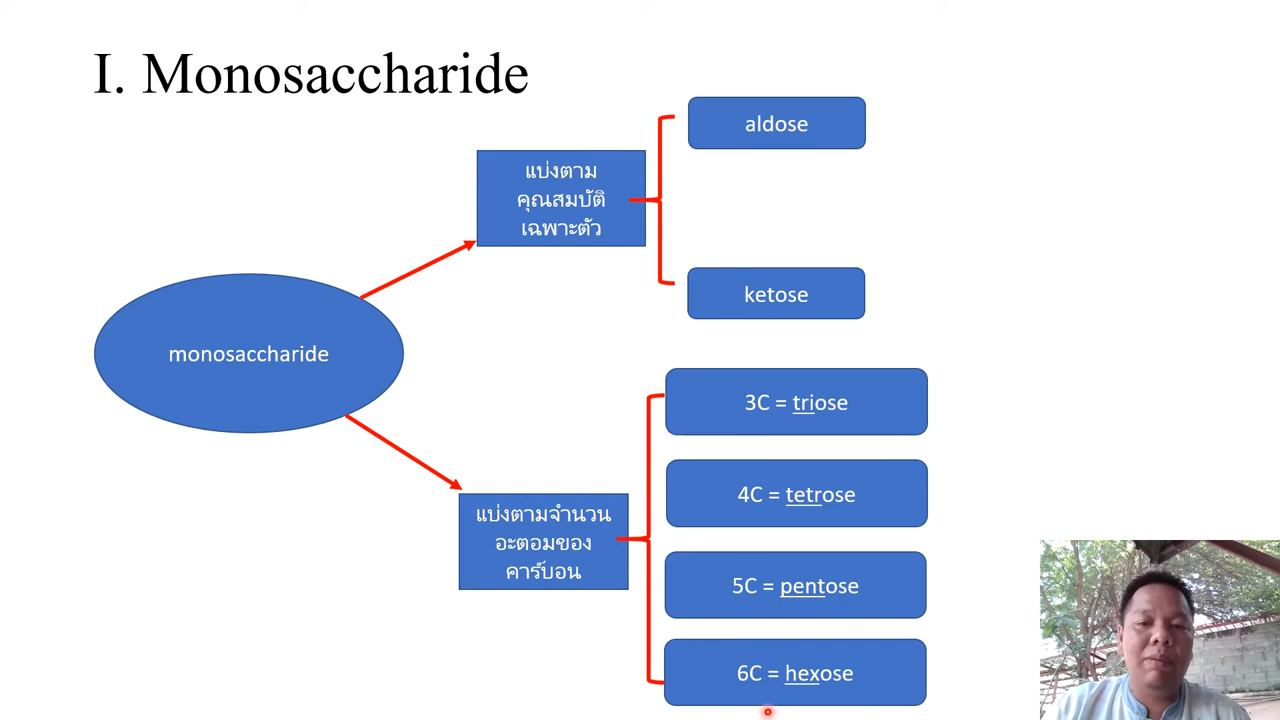 I. Monosaccharide
aldose
แบ่งตาม
คุณสมบัติ
เฉพาะตัว
ketose
monosaccharide
3C = triose
4C = tetrose
แบ่งตามจำนวน
อะตอมของ
คาร์บอน
5C = pentose
6C = hexose